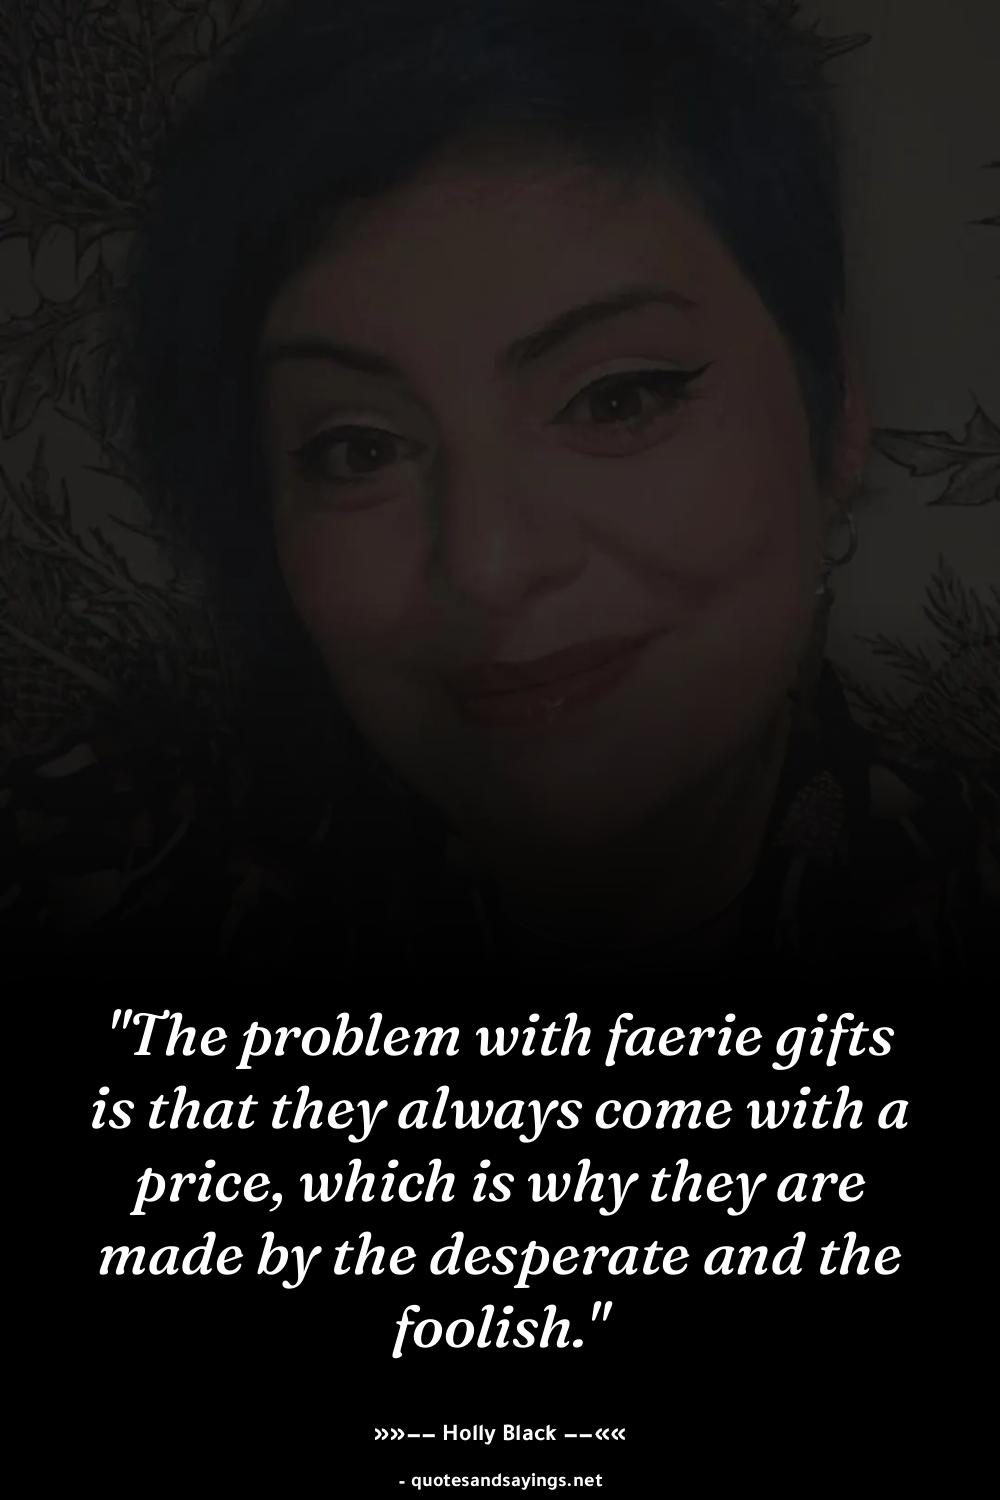 "The problem with faerie gifts
is that they always come with a
price, which is why they are
made by the desperate and the
foolish."
»»—— Holly Black ——««
- quotesandsayings.net